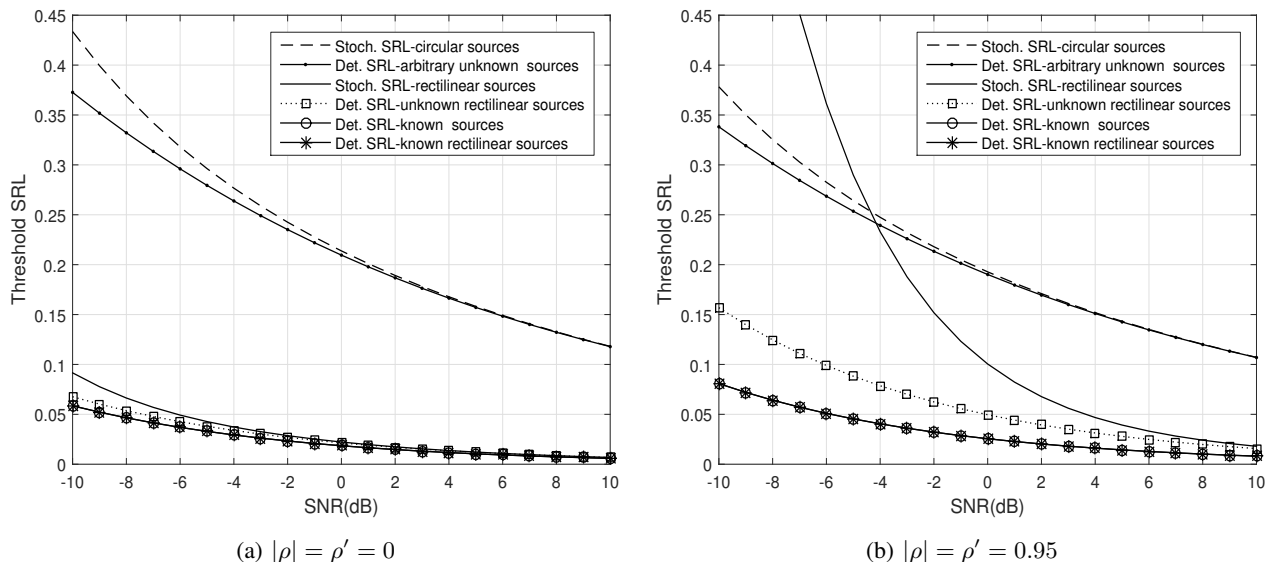 0.45
0.4
0.35
0.3
0.25
0.2
0.15
0.1
0.05
0
Threshold SRL
Stoch. SRL-circular sources
Det. SRL-arbitrary unknown sources
Stoch. SRL-rectilinear sources
Det. SRL-unknown rectilinear sources
Det. SRL-known sources
Det. SRL-known rectilinear sources
-10 -8 -6 -4 -2 0 2 4 6 8 10
SNR(dB)
(a) |ρ| = ρ′ = 0
0.45
0.4
0.35
0.3
0.25
0.2
0.15
0.1
0.05
0
Threshold SRL
Stoch. SRL-circular sources
Det. SRL-arbitrary unknown sources
Stoch. SRL-rectilinear sources
Det. SRL-unknown rectilinear sources
Det. SRL-known sources
Det. SRL-known rectilinear sources
-10 -8 -6 -4 -2 0 2 4 6 8 10
SNR(dB)
(b) |ρ| = ρ′ = 0.95